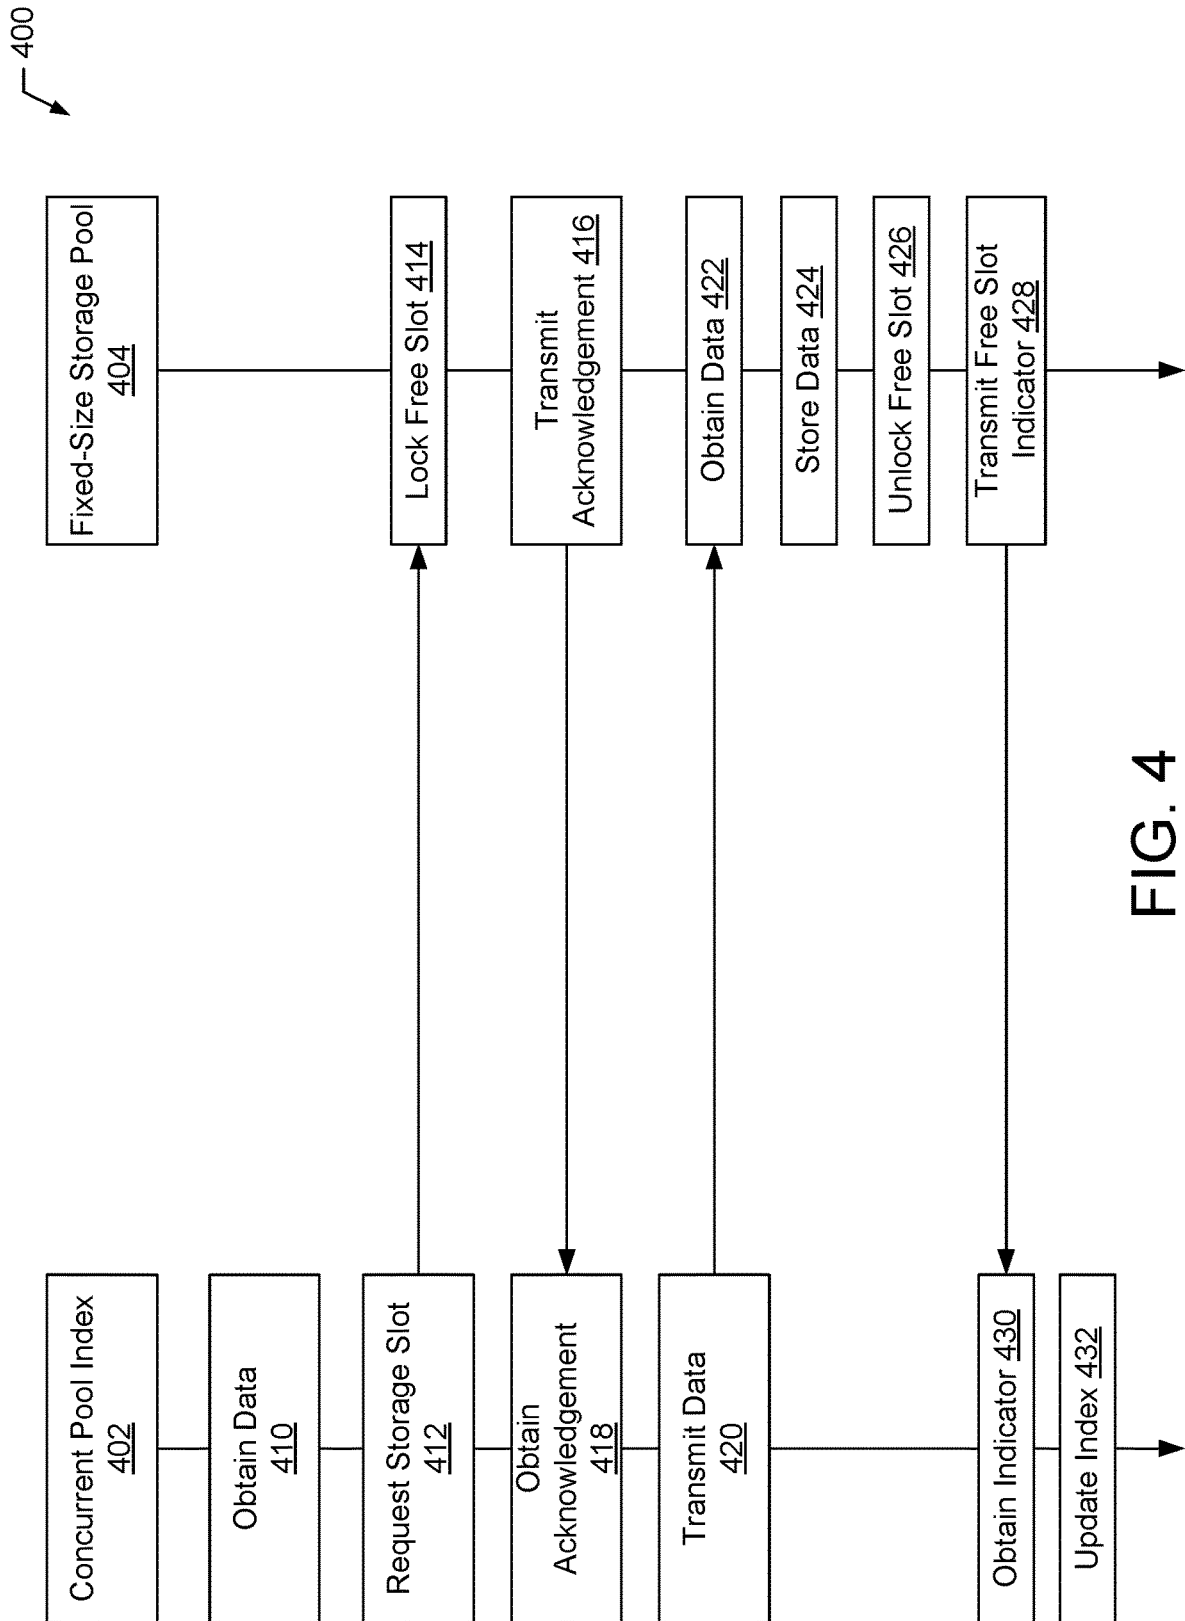 400
Concurrent Pool Index
402
Fixed-Size Storage Pool
404
Obtain Data
410
Request Storage Slot
412
Lock Free Slot 414
Transmit
Acknowledgement 416
Obtain
Acknowledgement
418
Transmit Data
420
Obtain Data 422
Store Data 424
Unlock Free Slot 426
Transmit Free Slot
Indicator 428
Obtain Indicator 430
Update Index 432
FIG. 4